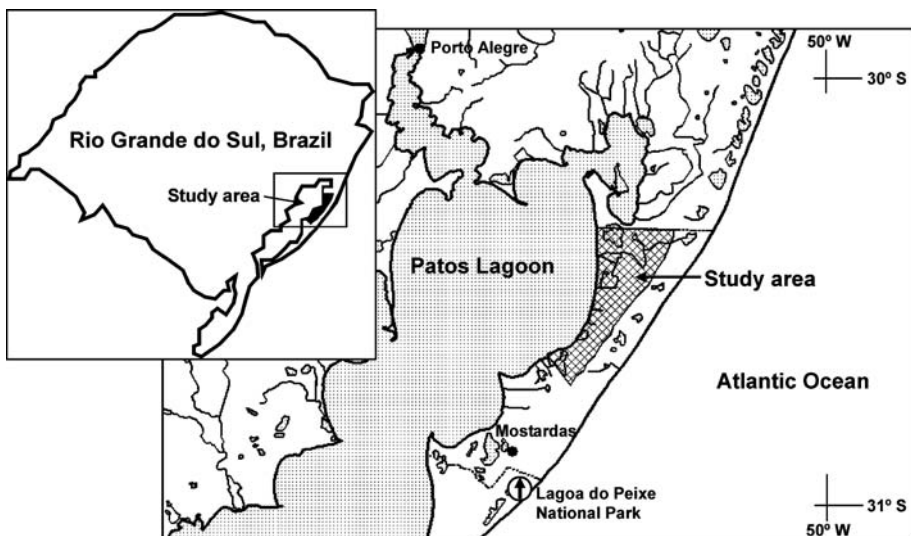 Porto Alegre
50º W
30º S
Rio Grande do Sul, Brazil
Study area
Patos Lagoon
Study area
Atlantic Ocean
Mostardas
Lagoa do Peixe
National Park
31º S
50º W